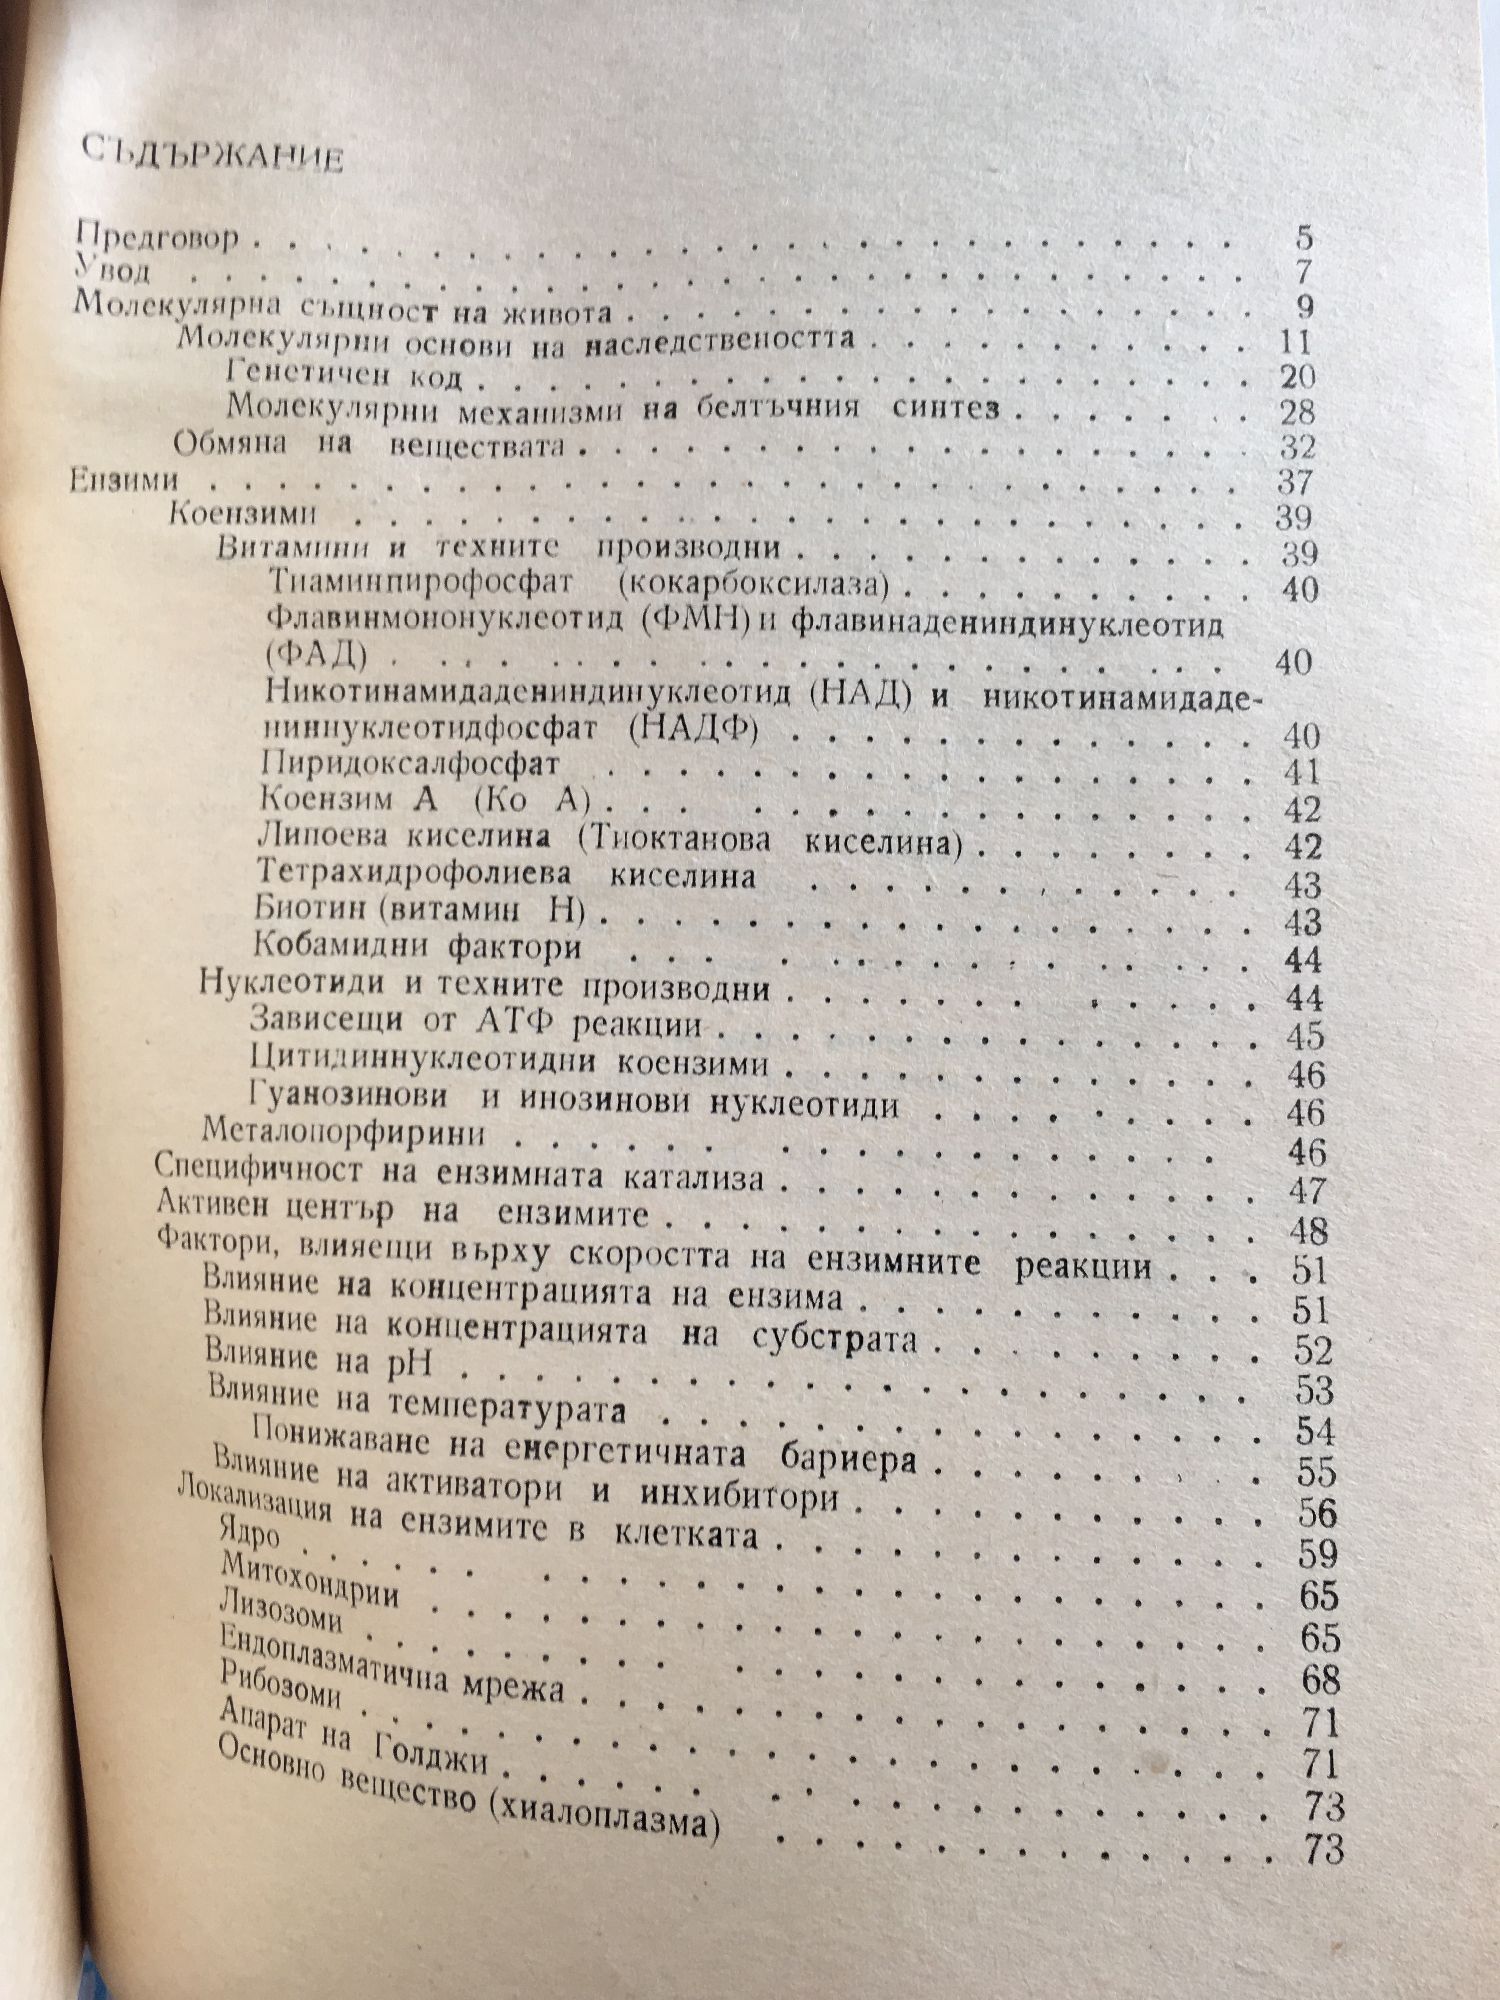 СЪДЪРЖАНИЕ
Предговор . . . . . . . . . . . . . . . . . . . . . . . . . . . . 5
Увод . . . . . . . . . . . . . . . . . . . . . . . . . . . . . . 7
Молекулярна същност на живота . . . . . . . . . . . . . . . . . . 9
Молекулярни основи на наследствеността . . . . . . . . . . . 11
Генетичен код . . . . . . . . . . . . . . . . . . . . . . 20
Молекулярни механизми на белтъчния синтез . . . . . . . 28
Обмяна на веществата . . . . . . . . . . . . . . . . . . . 32
Ензими . . . . . . . . . . . . . . . . . . . . . . . . . . . . . 37
Коензими . . . . . . . . . . . . . . . . . . . . . . . . . 39
Витамини и техните производни . . . . . . . . . . . . . 39
Тиаминпирофосфат (кокарбоксилаза) . . . . . . . . . . 40
Флавинмононуклеотид (ФМН) и флавинадениндинуклеотид
(ФАД) . . . . . . . . . . . . . . . . . . . . . . . . 40
Никотинамидадениндинуклеотид (НАД) и никотинамидаде-
ниннуклеотидфосфат (НАДФ) . . . . . . . . . . . . . 40
Пиридоксалфосфат . . . . . . . . . . . . . . . . . . 41
Коензим А (Ко А) . . . . . . . . . . . . . . . . . . 42
Липоева киселина (Тиоктанова киселина) . . . . . . . . 42
Тетрахидрофолиева киселина . . . . . . . . . . . . 43
Биотин (витамин Н) . . . . . . . . . . . . . . . . . . 43
Кобамидни фактори . . . . . . . . . . . . . . . . . 44
Нуклеотиди и техните производни . . . . . . . . . . . . . 44
Зависещи от АТФ реакции . . . . . . . . . . . . . . . 45
Цитидиннуклеотидни коензими . . . . . . . . . . . . . 46
Гуанозинови и инозинови нуклеотиди . . . . . . . . . 46
Металопорфирини . . . . . . . . . . . . . . . . . . 46
Специфичност на ензимната катализа . . . . . . . . . . . . . 47
Активен център на ензимите . . . . . . . . . . . . . . . . 48
Фактори, влияещи върху скоростта на ензимните реакции . . . 51
Влияние на концентрацията на ензима . . . . . . . . . . . 51
Влияние на концентрацията на субстрата . . . . . . . . . 52
Влияние на рН . . . . . . . . . . . . . . . . . . . . . 53
Влияние на температурата . . . . . . . . . . . . . . . . 54
Понижаване на енергетичната бариера . . . . . . . . . 55
Влияние на активатори и инхибитори . . . . . . . . . . . 56
Локализация на ензимите в клетката . . . . . . . . . . . . . 59
Ядро . . . . . . . . . . . . . . . . . . . . . . . . . 65
Митохондрии . . . . . . . . . . . . . . . . . . . . . . 65
Лизозоми . . . . . . . . . . . . . . . . . . . . . . . 68
Ендоплазматична мрежа . . . . . . . . . . . . . . . . . . 71
Рибозоми . . . . . . . . . . . . . . . . . . . . . . . . 71
Апарат на Голджи . . . . . . . . . . . . . . . . . . . . 73
Основно вещество (хиалоплазма) . . . . . . . . . . . . . . 73